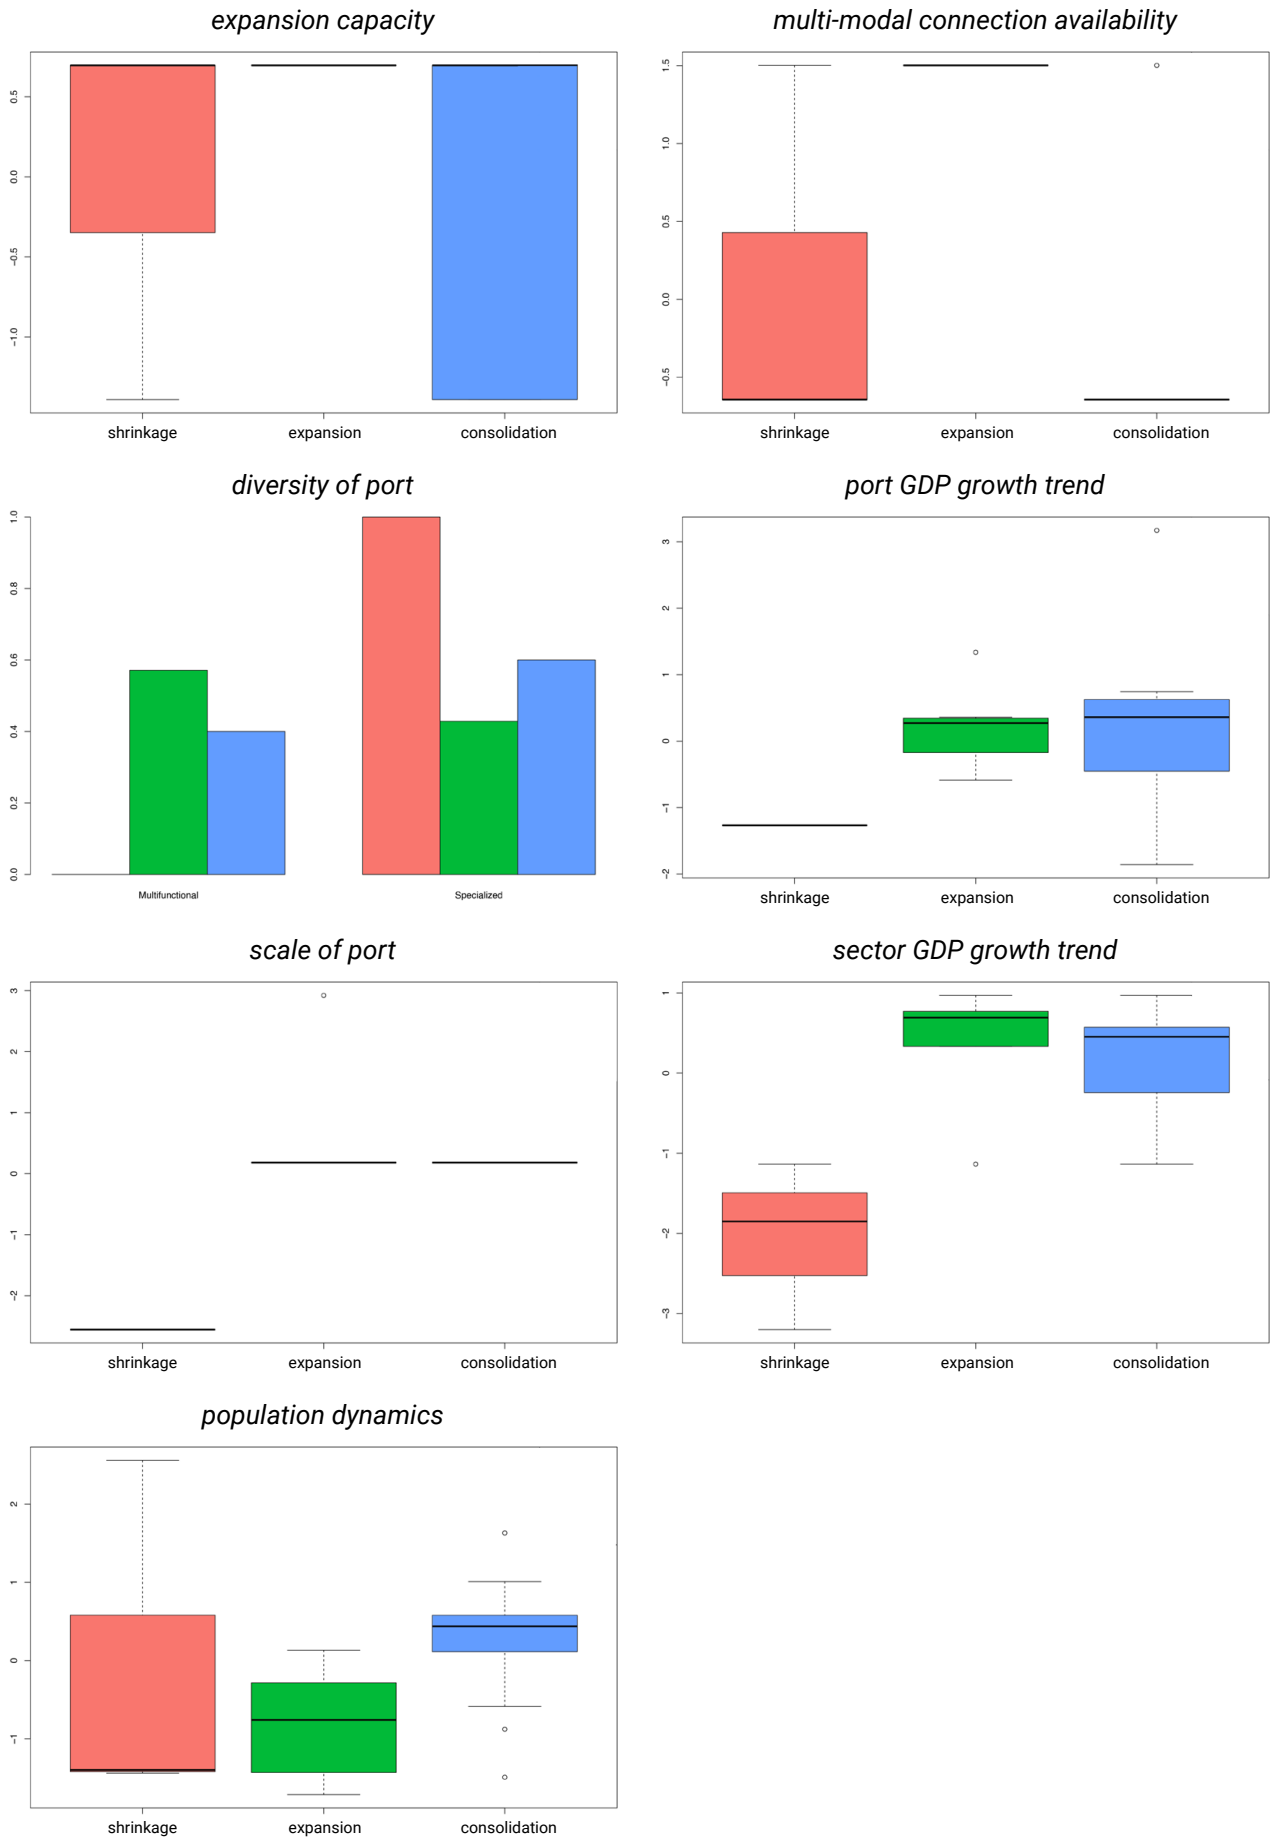 expansion capacity
0.5
0.0
−0.5
−1.0
shrinkage expansion consolidation
multi-modal connection availability
1.5
1.0
0.5
0.0
−0.5
shrinkage expansion consolidation
diversity of port
1.0
0.8
0.6
0.4
0.2
0.0
Multifunctional Specialized
port GDP growth trend
3
2
1
0
−1
−2
shrinkage expansion consolidation
scale of port
3
2
1
0
−1
−2
shrinkage expansion consolidation
sector GDP growth trend
1
0
−1
−2
−3
shrinkage expansion consolidation
population dynamics
2
1
0
−1
shrinkage expansion consolidation